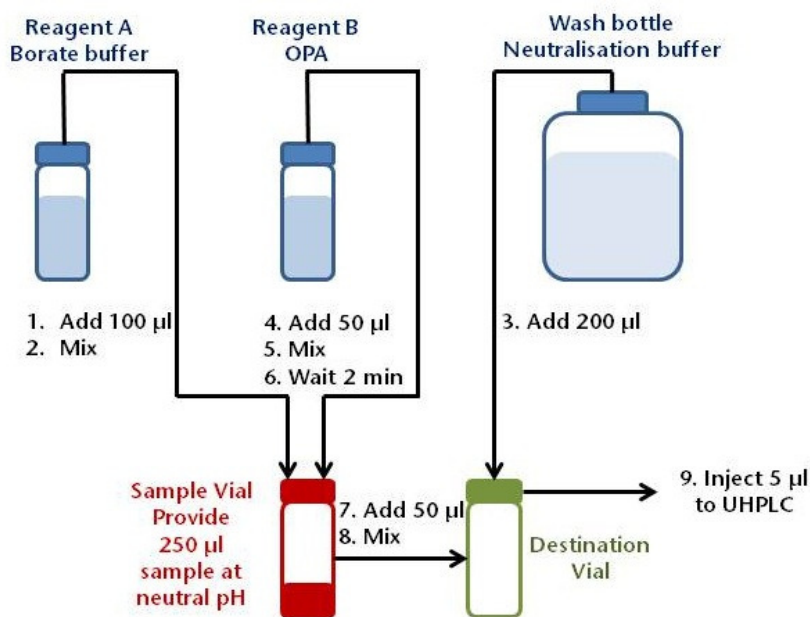 Reagent A
Borate buffer
Reagent B
OPA
Wash bottle
Neutralisation buffer
1. Add 100 µl
2. Mix
4. Add 50 µl
5. Mix
6. Wait 2 min
3. Add 200 µl
Sample Vial
Provide
250 µl
sample at
neutral pH
7. Add 50 µl
8. Mix
Destination
Vial
9. Inject 5 µl
to UHPLC